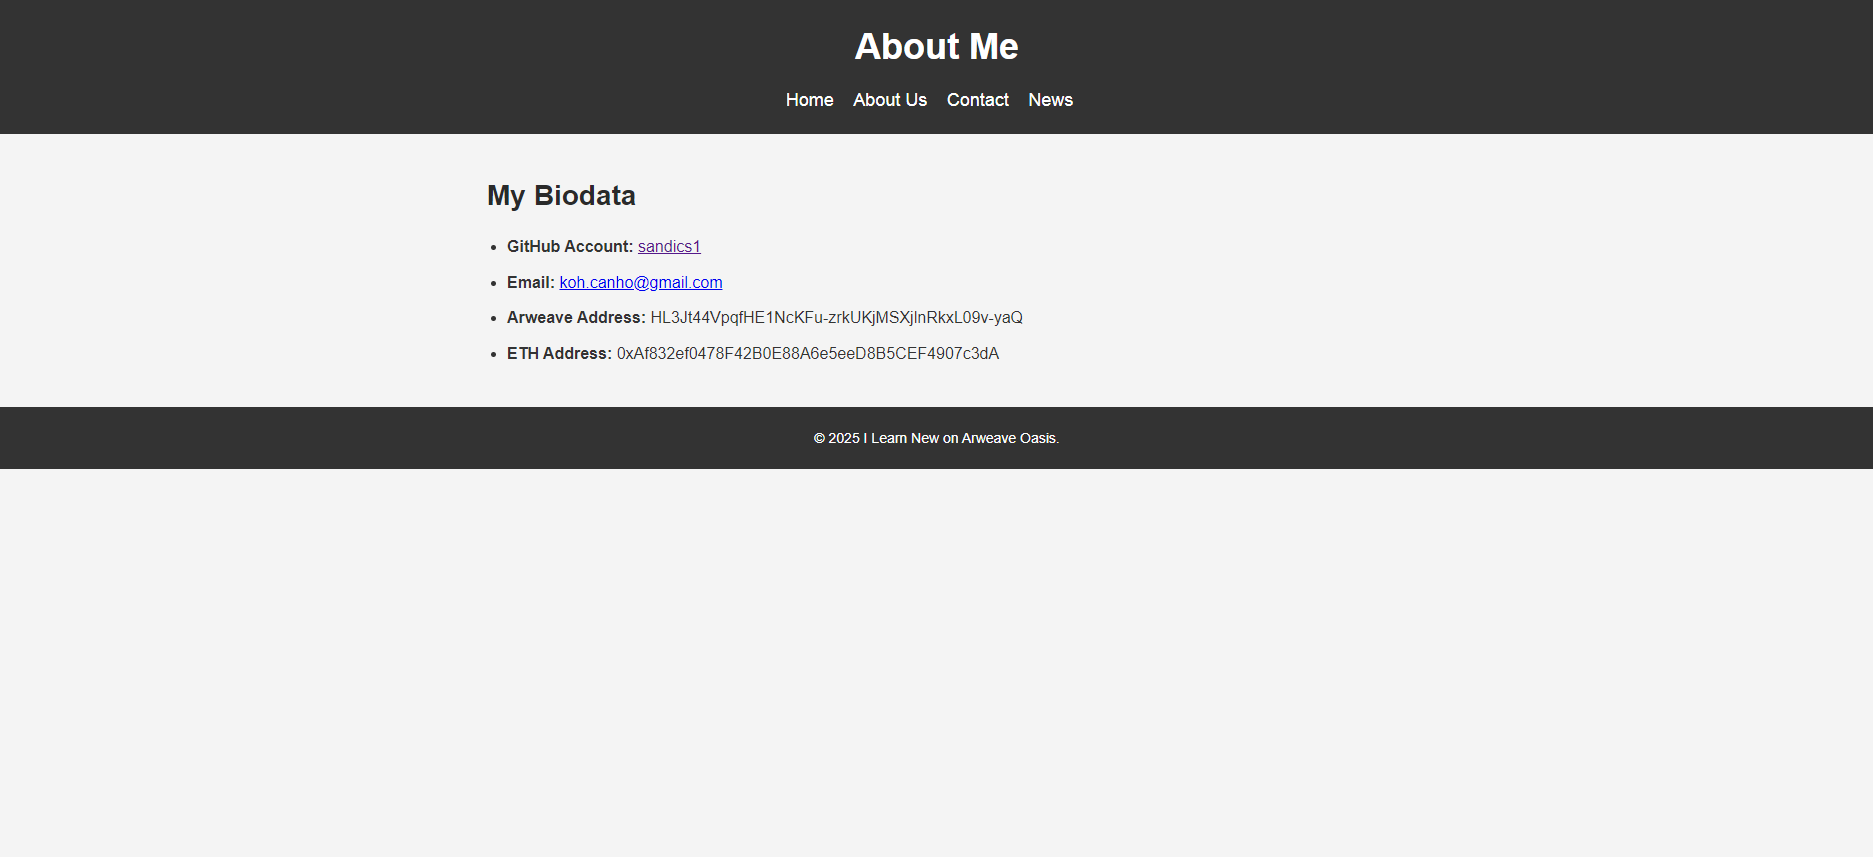 About Me
Home About Us Contact News
My Biodata
GitHub Account: sandics1
Email: koh.canho@gmail.com
Arweave Address: HL3Jt44VpqfHE1NcKFu-zrkUKjMSXjlnRkxL09v-yaQ
ETH Address: 0xAf832ef0478F42B0E88A6e5eeD8B5CEF4907c3dA
© 2025 I Learn New on Arweave Oasis.